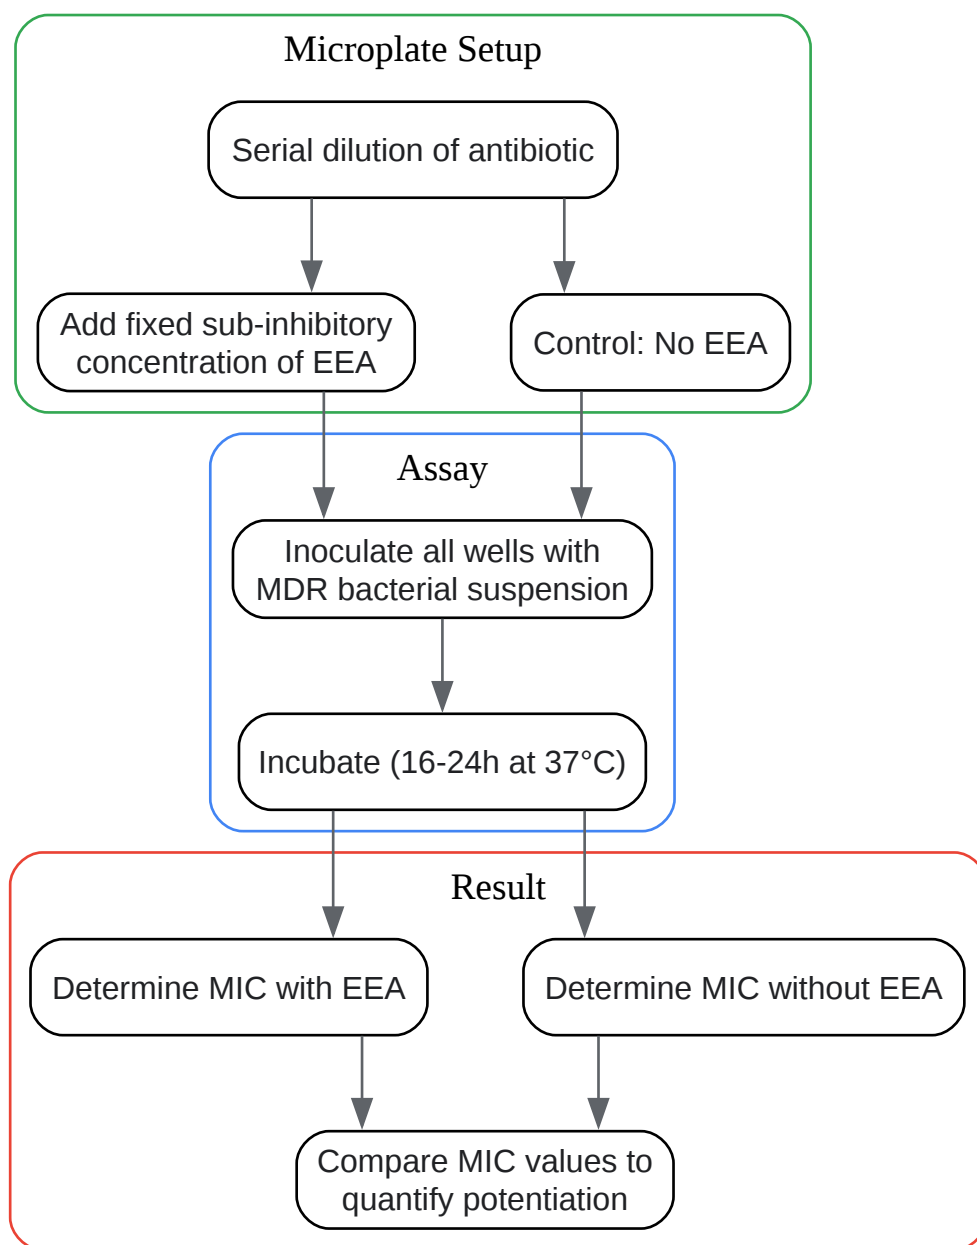 Microplate Setup
Serial dilution of antibiotic
Add fixed sub-inhibitory
concentration of EEA
Control: No EEA
Assay
Inoculate all wells with
MDR bacterial suspension
Incubate (16-24h at 37°C)
Result
Determine MIC with EEA
Determine MIC without EEA
Compare MIC values to
quantify potentiation